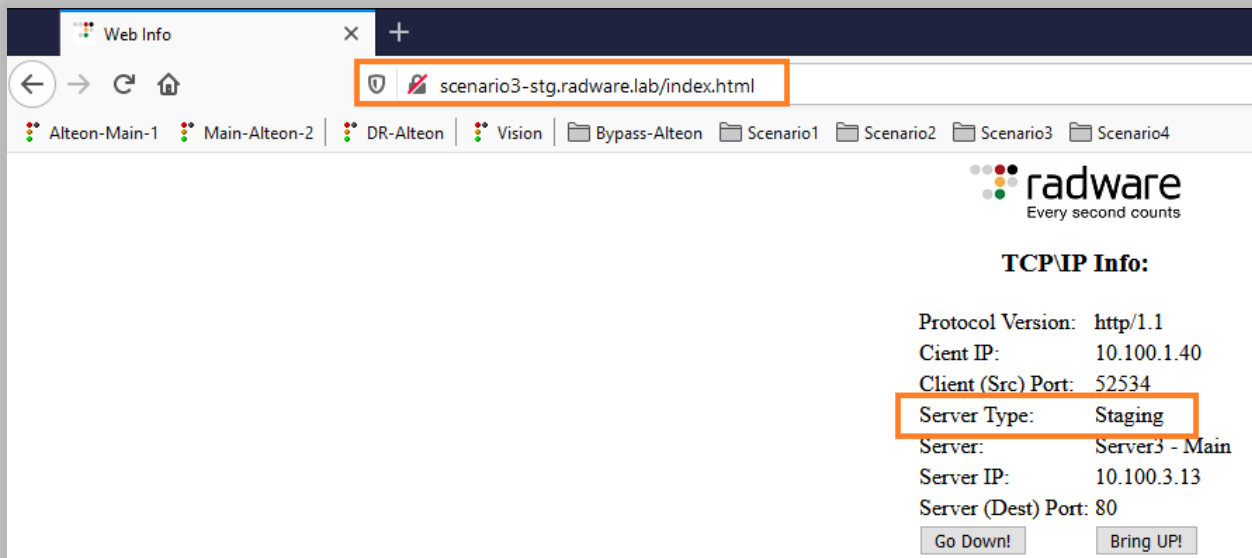 Web Info
scenario3-stg.radware.lab/index.html
Alteon-Main-1 Main-Alteon-2 DR-Alteon Vision Bypass-Alteon Scenario1 Scenario2 Scenario3 Scenario4
radware
Every second counts
TCP\IP Info:
Protocol Version: http/1.1
Cient IP: 10.100.1.40
Client (Src) Port: 52534
Server Type: Staging
Server: Server3 - Main
Server IP: 10.100.3.13
Server (Dest) Port: 80
Go Down! Bring UP!